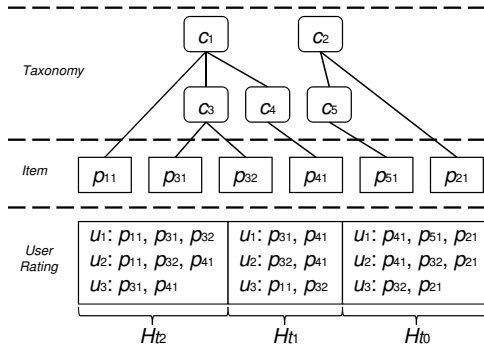 c1 c2
Taxonomy
c3 c4 c5
Item p11 p31 p32 p41 p51 p21
User Rating
u1: p11, p31, p32 u1: p31, p41 u1: p41, p51, p21
u2: p11, p32, p41 u2: p32, p41 u2: p41, p32, p21
u3: p31, p41 u3: p11, p32 u3: p32, p21
Ht2 Ht1 Ht0